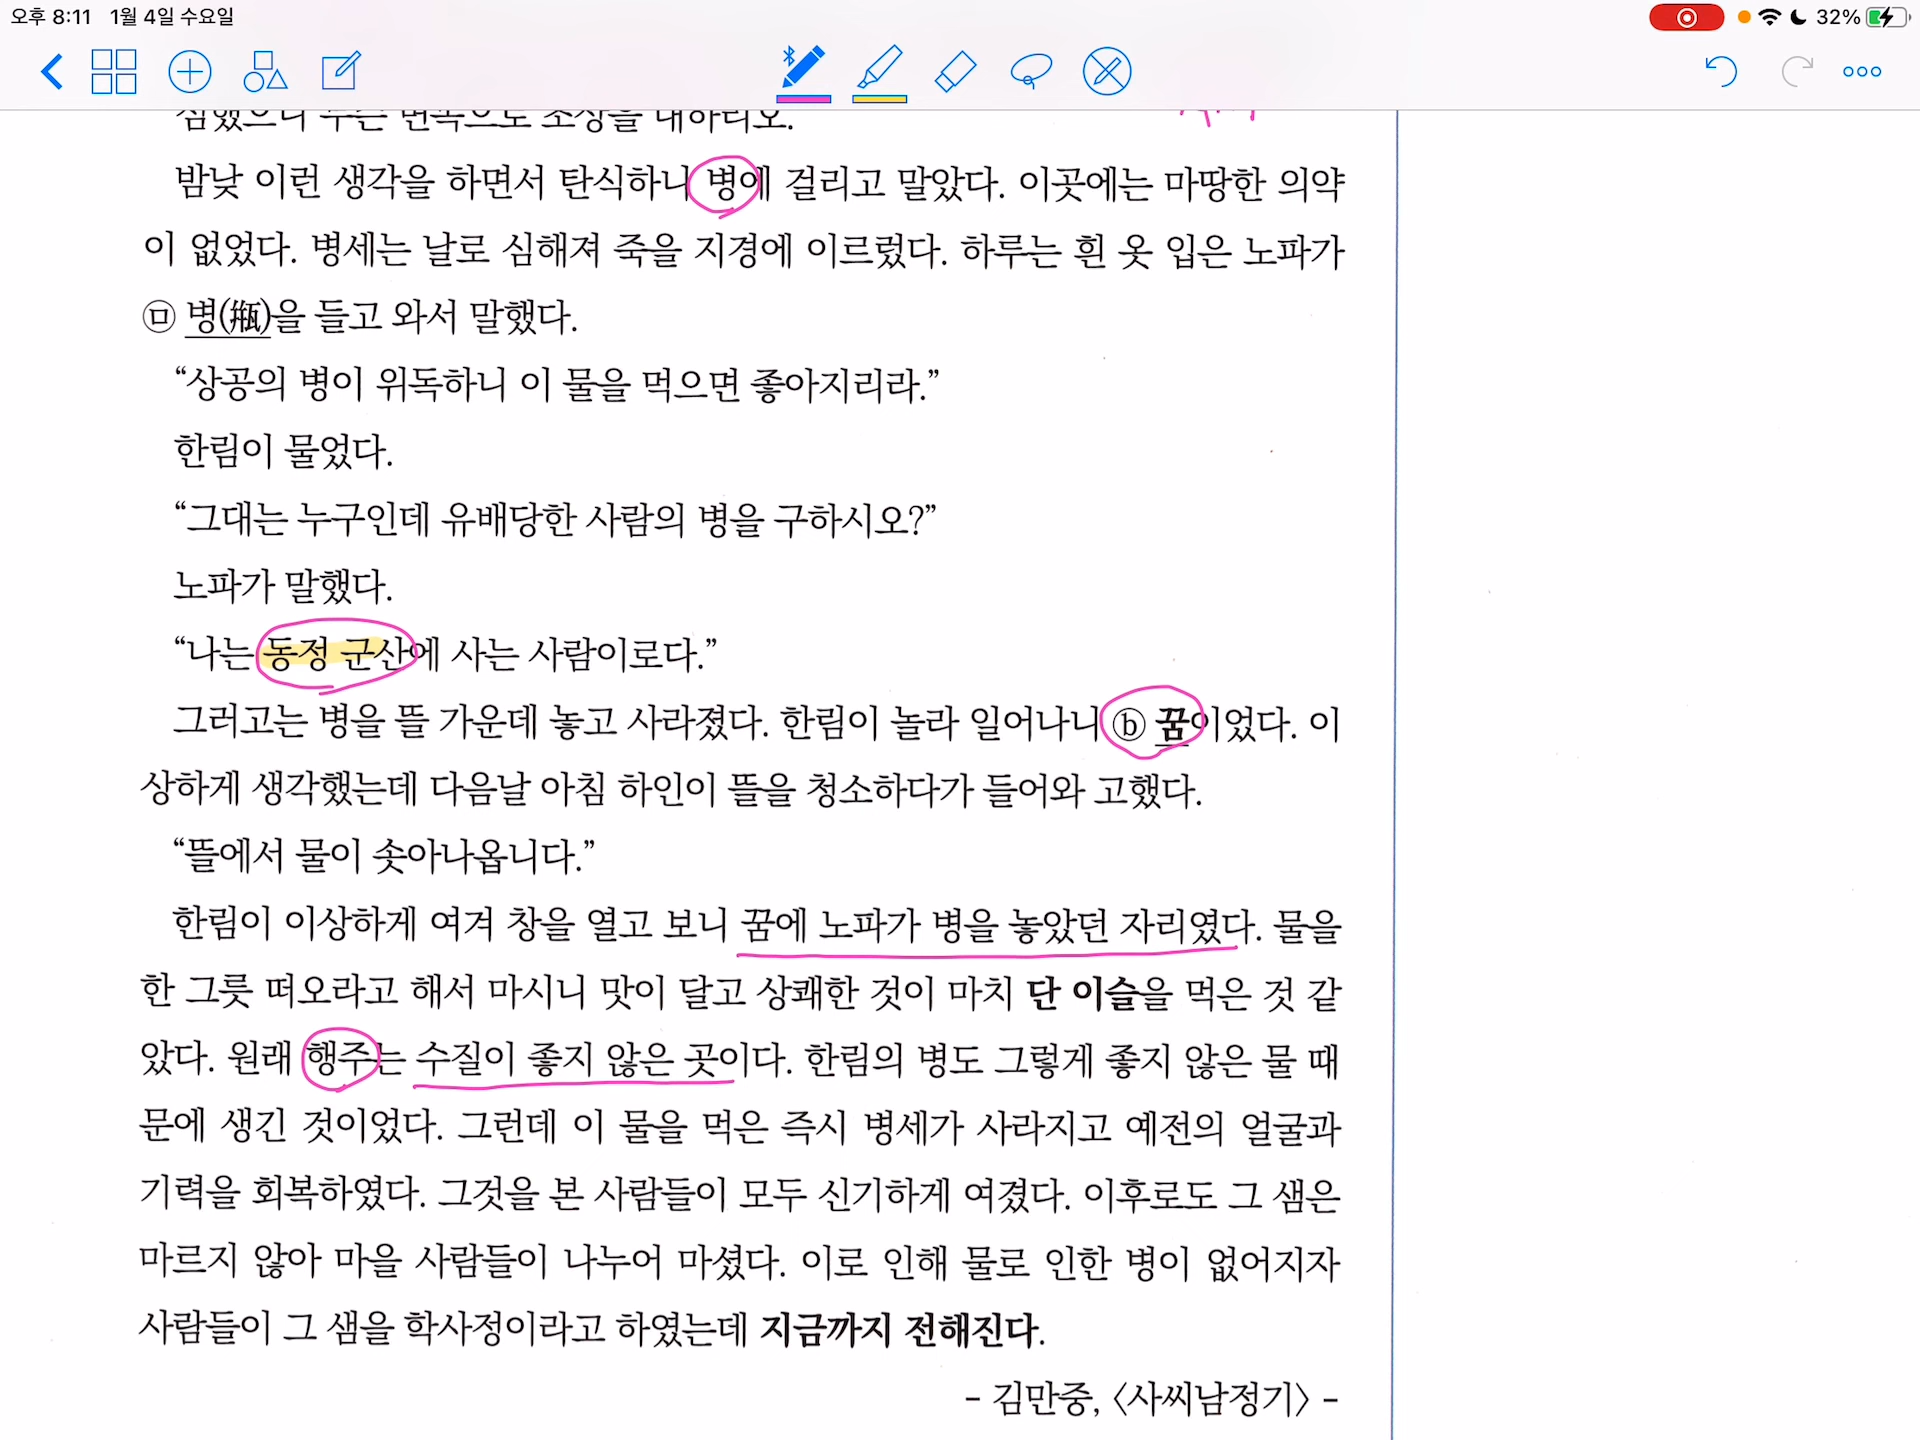 오후 8:11 1월 4일 수요일
32%
심했으니 무슨 면목으로 조상을 대하리오.
밤낮 이런 생각을 하면서 탄식하니 병에 걸리고 말았다. 이곳에는 마땅한 의약
이 없었다. 병세는 날로 심해져 죽을 지경에 이르렀다. 하루는 흰 옷 입은 노파가
㉤ 병(甁)을 들고 와서 말했다.
“상공의 병이 위독하니 이 물을 먹으면 좋아지리라.”
한림이 물었다.
“그대는 누구인데 유배당한 사람의 병을 구하시오?”
노파가 말했다.
“나는 동정 군산에 사는 사람이로다.”
그러고는 병을 뜰 가운데 놓고 사라졌다. 한림이 놀라 일어나니 ⓑ 꿈이었다. 이
상하게 생각했는데 다음날 아침 하인이 뜰을 청소하다가 들어와 고했다.
“뜰에서 물이 솟아나옵니다.”
한림이 이상하게 여겨 창을 열고 보니 꿈에 노파가 병을 놓았던 자리였다. 물을
한 그릇 떠오라고 해서 마시니 맛이 달고 상쾌한 것이 마치 단 이슬을 먹은 것 같
았다. 원래 행주는 수질이 좋지 않은 곳이다. 한림의 병도 그렇게 좋지 않은 물 때
문에 생긴 것이었다. 그런데 이 물을 먹은 즉시 병세가 사라지고 예전의 얼굴과
기력을 회복하였다. 그것을 본 사람들이 모두 신기하게 여겼다. 이후로도 그 샘은
마르지 않아 마을 사람들이 나누어 마셨다. 이로 인해 물로 인한 병이 없어지자
사람들이 그 샘을 학사정이라고 하였는데 지금까지 전해진다.
- 김만중, 〈사씨남정기〉 -